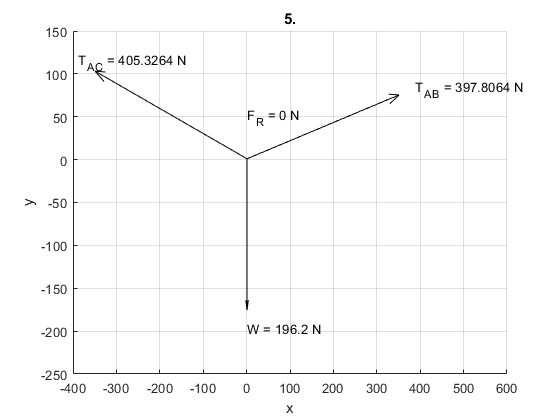 5.
150
T_AC = 405.3264 N
100
T_AB = 397.8064 N
50
F_R = 0 N
0
y
-50
-100
-150
-200
W = 196.2 N
-250
-400 -300 -200 -100 0 100 200 300 400 500 600
x